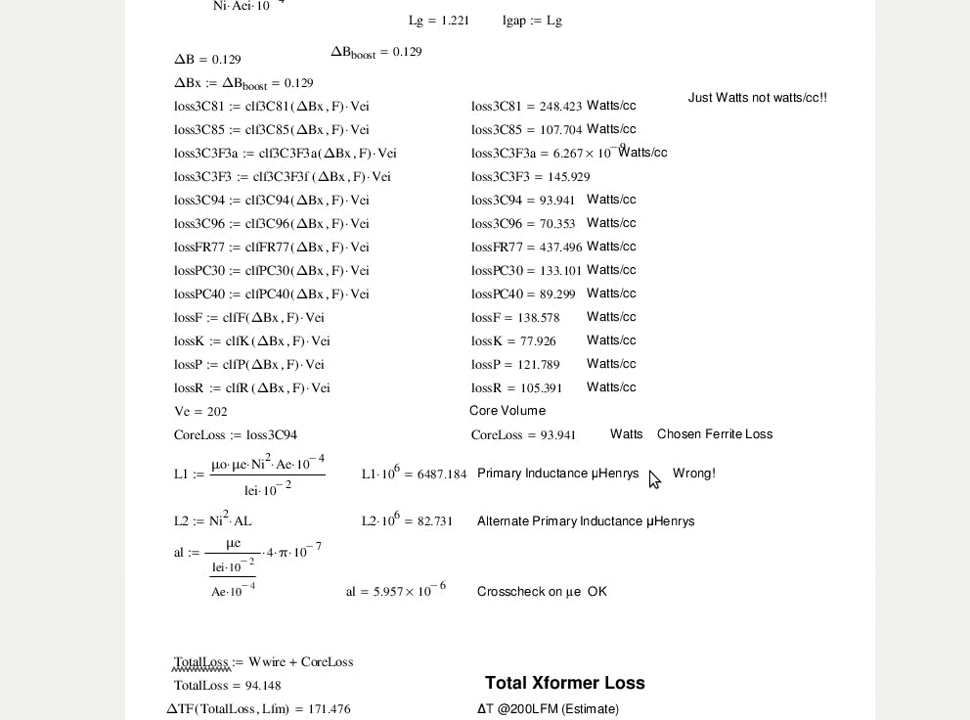 Ni·Aei·10⁻⁴
Lg = 1.221 lgap := Lg
ΔB = 0.129 ΔBboost = 0.129
ΔBx := ΔBboost = 0.129
Just Watts not watts/cc!!
loss3C81 := clf3C81(ΔBx, F)·Vei loss3C81 = 248.423 Watts/cc
loss3C85 := clf3C85(ΔBx, F)·Vei loss3C85 = 107.704 Watts/cc
loss3C3F3a := clf3C3F3a(ΔBx, F)·Vei loss3C3F3a = 6.267 × 10⁻⁹ Watts/cc
loss3C3F3 := clf3C3F3f(ΔBx, F)·Vei loss3C3F3 = 145.929
loss3C94 := clf3C94(ΔBx, F)·Vei loss3C94 = 93.941 Watts/cc
loss3C96 := clf3C96(ΔBx, F)·Vei loss3C96 = 70.353 Watts/cc
lossFR77 := clfFR77(ΔBx, F)·Vei lossFR77 = 437.496 Watts/cc
lossPC30 := clfPC30(ΔBx, F)·Vei lossPC30 = 133.101 Watts/cc
lossPC40 := clfPC40(ΔBx, F)·Vei lossPC40 = 89.299 Watts/cc
lossF := clfF(ΔBx, F)·Vei lossF = 138.578 Watts/cc
lossK := clfK(ΔBx, F)·Vei lossK = 77.926 Watts/cc
lossP := clfP(ΔBx, F)·Vei lossP = 121.789 Watts/cc
lossR := clfR(ΔBx, F)·Vei lossR = 105.391 Watts/cc
Ve = 202 Core Volume
CoreLoss := loss3C94 CoreLoss = 93.941 Watts Chosen Ferrite Loss
L1 := μo·μe·Ni²·Ae·10⁻⁴ / lei·10⁻² L1·10⁶ = 6487.184 Primary Inductance μHenrys Wrong!
L2 := Ni²·AL L2·10⁶ = 82.731 Alternate Primary Inductance μHenrys
al := μe / (lei·10⁻² / Ae·10⁻⁴) ·4·π·10⁻⁷
al = 5.957 × 10⁻⁶ Crosscheck on μe OK
TotalLoss := Wwire + CoreLoss
TotalLoss = 94.148 Total Xformer Loss
ΔTF(TotalLoss, Lfm) = 171.476 ΔT @200LFM (Estimate)